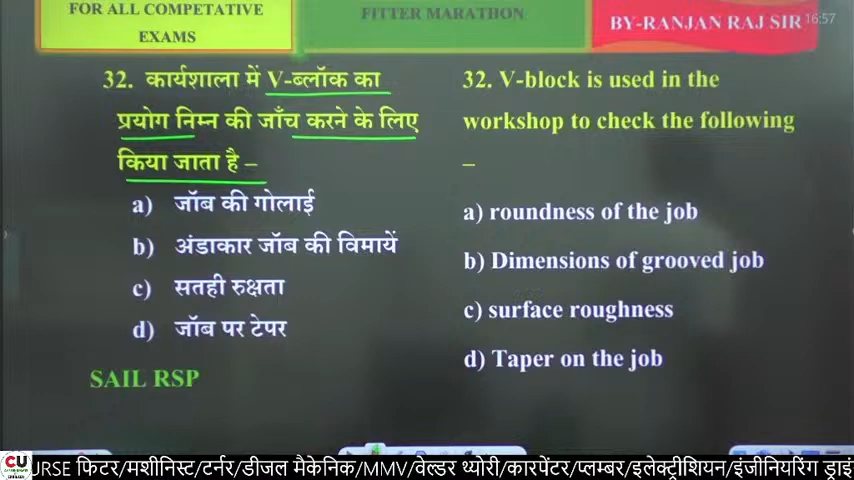 FOR ALL COMPETATIVE
EXAMS
FITTER MARATHON
BY-RANJAN RAJ SIR
16:57
32. कार्यशाला में V-ब्लॉक का
प्रयोग निम्न की जाँच करने के लिए
किया जाता है –
a) जॉब की गोलाई
b) अंडाकार जॉब की विमायें
c) सतही रुक्षता
d) जॉब पर टेपर
SAIL RSP
32. V-block is used in the
workshop to check the following
–
a) roundness of the job
b) Dimensions of grooved job
c) surface roughness
d) Taper on the job
CU
URSE फिटर/मशीनिस्ट/टर्नर/डीजल मैकेनिक/MMV/वेल्डर थ्योरी/कारपेंटर/प्लम्बर/इलेक्ट्रीशियन/इंजीनियरिंग ड्राइं